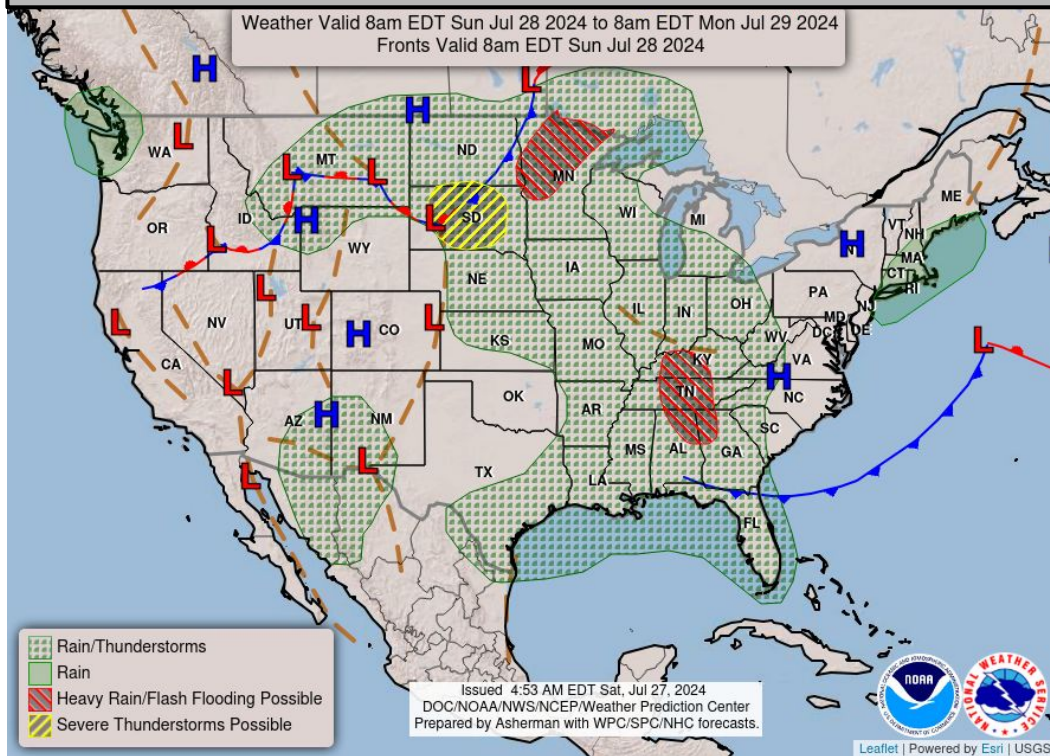 Weather Valid 8am EDT Sun Jul 28 2024 to 8am EDT Mon Jul 29 2024
Fronts Valid 8am EDT Sun Jul 28 2024
H
L
H
WA
L
MT
L
L
ND
MN
ME
OR
ID
H
L
SD
WI
MI
VT
NH
L
WY
H
MA
CT
RI
NE
IA
L
PA
NJ
L
NV
UT
L
H
CO
L
IL
IN
OH
MD
DC
DE
L
CA
KS
MO
WV
VA
KY
L
L
H
TN
NC
OK
AR
AZ
H
NM
SC
MS
AL
GA
L
L
TX
LA
FL
Rain/Thunderstorms
Rain
Heavy Rain/Flash Flooding Possible
Severe Thunderstorms Possible
Issued 4:53 AM EDT Sat, Jul 27, 2024
DOC/NOAA/NWS/NCEP/Weather Prediction Center
Prepared by Asherman with WPC/SPC/NHC forecasts.
NOAA
NATIONAL WEATHER SERVICE
Leaflet | Powered by Esri | USGS